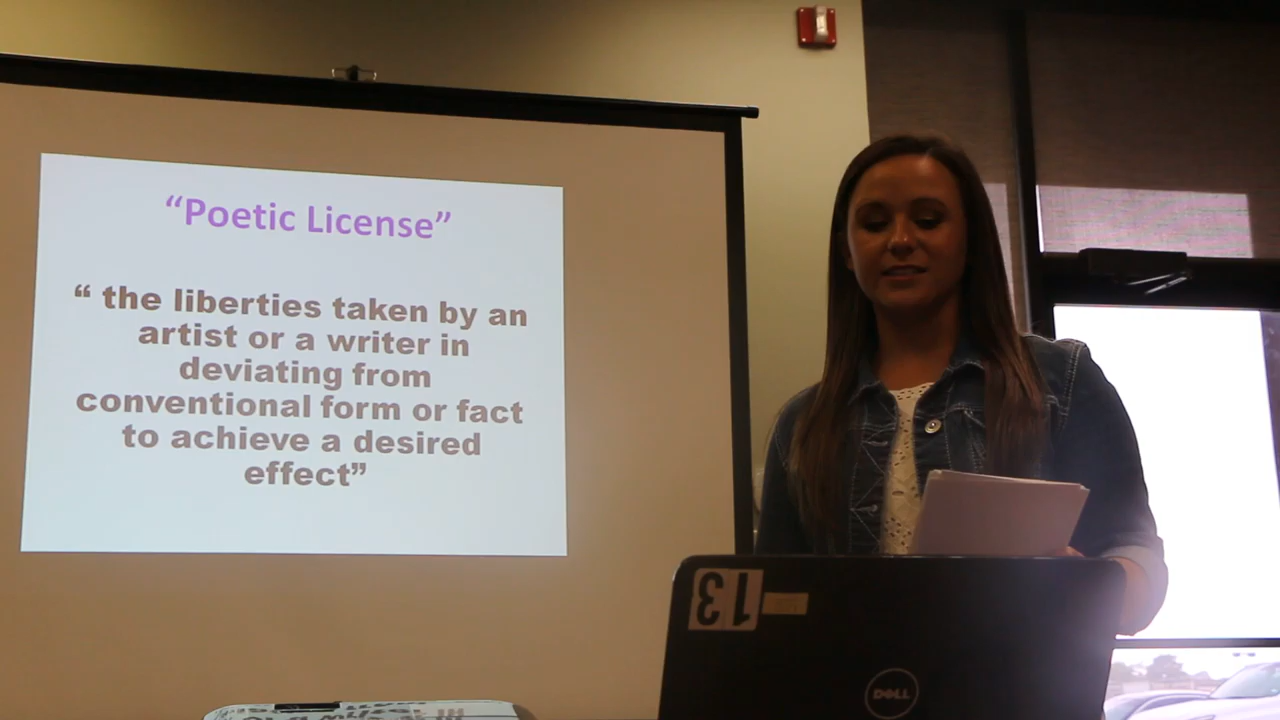 “Poetic License”
“ the liberties taken by an
artist or a writer in
deviating from
conventional form or fact
to achieve a desired
effect”
13
DELL